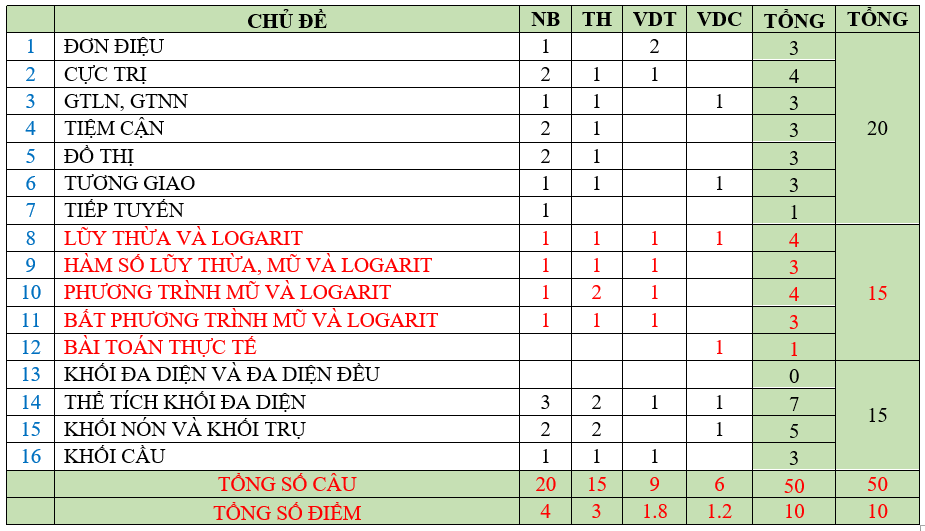 CHỦ ĐỀ NB TH VDT VDC TỔNG TỔNG
1 ĐƠN ĐIỆU 1 2 3
2 CỰC TRỊ 2 1 1 4
3 GTLN, GTNN 1 1 1 3
4 TIỆM CẬN 2 1 3
20
5 ĐỒ THỊ 2 1 3
6 TƯƠNG GIAO 1 1 1 3
7 TIẾP TUYẾN 1 1
8 LŨY THỪA VÀ LOGARIT 1 1 1 1 4
9 HÀM SỐ LŨY THỪA, MŨ VÀ LOGARIT 1 1 1 3
10 PHƯƠNG TRÌNH MŨ VÀ LOGARIT 1 2 1 4
15
11 BẤT PHƯƠNG TRÌNH MŨ VÀ LOGARIT 1 1 1 3
12 BÀI TOÁN THỰC TẾ 1 1
13 KHỐI ĐA DIỆN VÀ ĐA DIỆN ĐỀU 0
14 THỂ TÍCH KHỐI ĐA DIỆN 3 2 1 1 7
15
15 KHỐI NÓN VÀ KHỐI TRỤ 2 2 1 5
16 KHỐI CẦU 1 1 1 3
TỔNG SỐ CÂU 20 15 9 6 50 50
TỔNG SỐ ĐIỂM 4 3 1.8 1.2 10 10